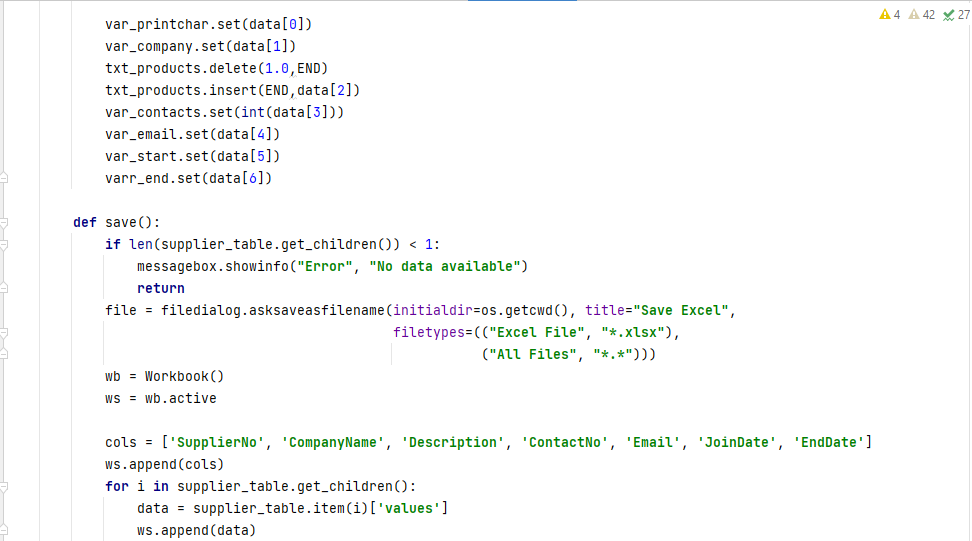 var_printchar.set(data[0])
4 42 27
var_company.set(data[1])
txt_products.delete(1.0,END)
txt_products.insert(END,data[2])
var_contacts.set(int(data[3]))
var_email.set(data[4])
var_start.set(data[5])
varr_end.set(data[6])
def save():
if len(supplier_table.get_children()) < 1:
messagebox.showinfo("Error", "No data available")
return
file = filedialog.asksaveasfilename(initialdir=os.getcwd(), title="Save Excel",
filetypes=(("Excel File", "*.xlsx"),
("All Files", "*.*")))
wb = Workbook()
ws = wb.active
cols = ['SupplierNo', 'CompanyName', 'Description', 'ContactNo', 'Email', 'JoinDate', 'EndDate']
ws.append(cols)
for i in supplier_table.get_children():
data = supplier_table.item(i)['values']
ws.append(data)